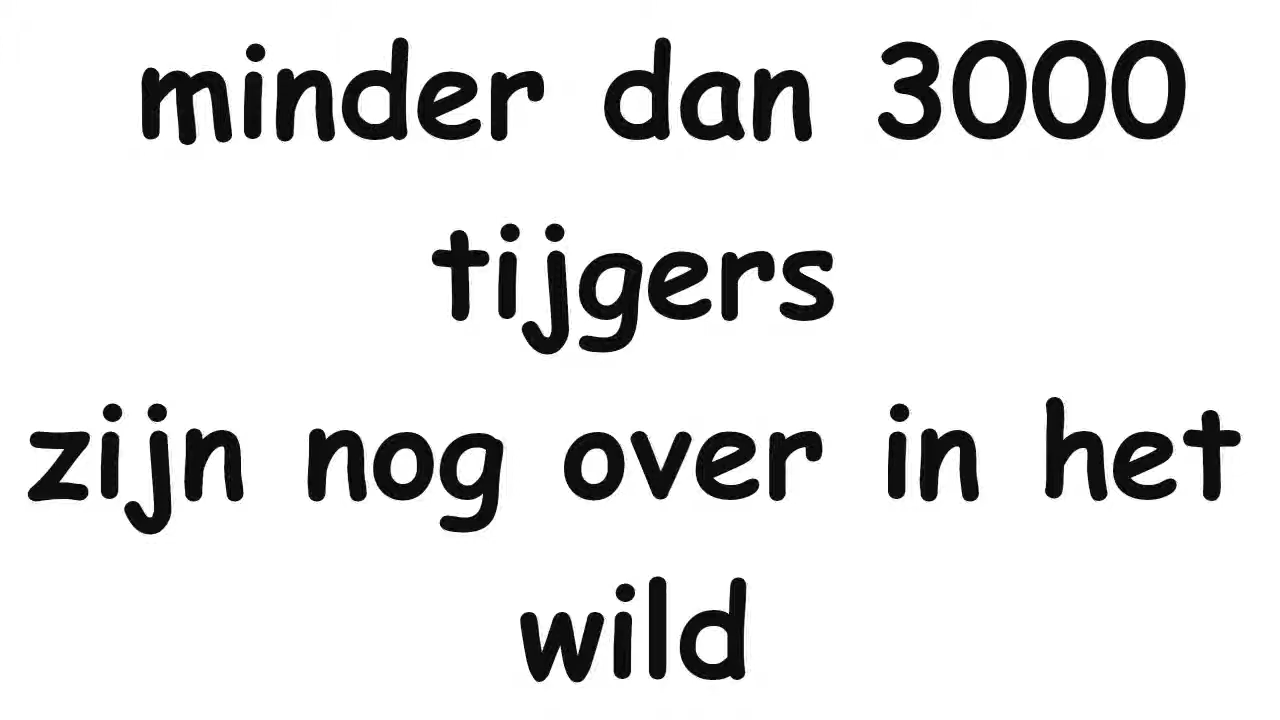 minder dan 3000
tijgers
zijn nog over in het
wild